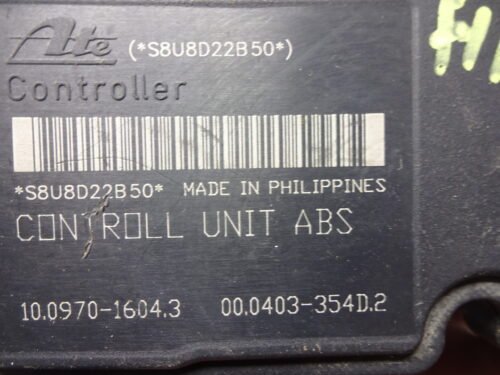 Ate (*S8U8D22B50*)
Controller
*S8U8D22B50* MADE IN PHILIPPINES
CONTROLL UNIT ABS
10.0970-1604.3 00.0403-354D.2